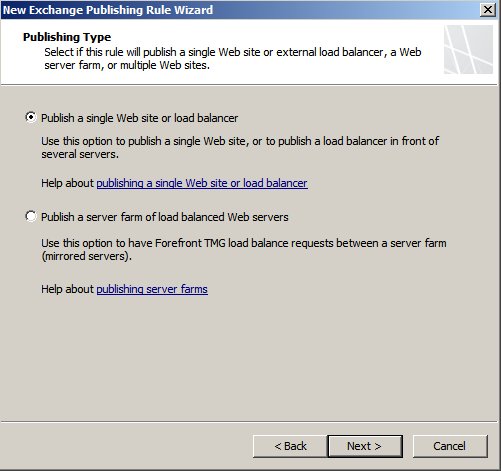 New Exchange Publishing Rule Wizard
Publishing Type
Select if this rule will publish a single Web site or external load balancer, a Web
server farm, or multiple Web sites.
Publish a single Web site or load balancer
Use this option to publish a single Web site, or to publish a load balancer in front of
several servers.
Help about publishing a single Web site or load balancer
Publish a server farm of load balanced Web servers
Use this option to have Forefront TMG load balance requests between a server farm
(mirrored servers).
Help about publishing server farms
< Back Next > Cancel